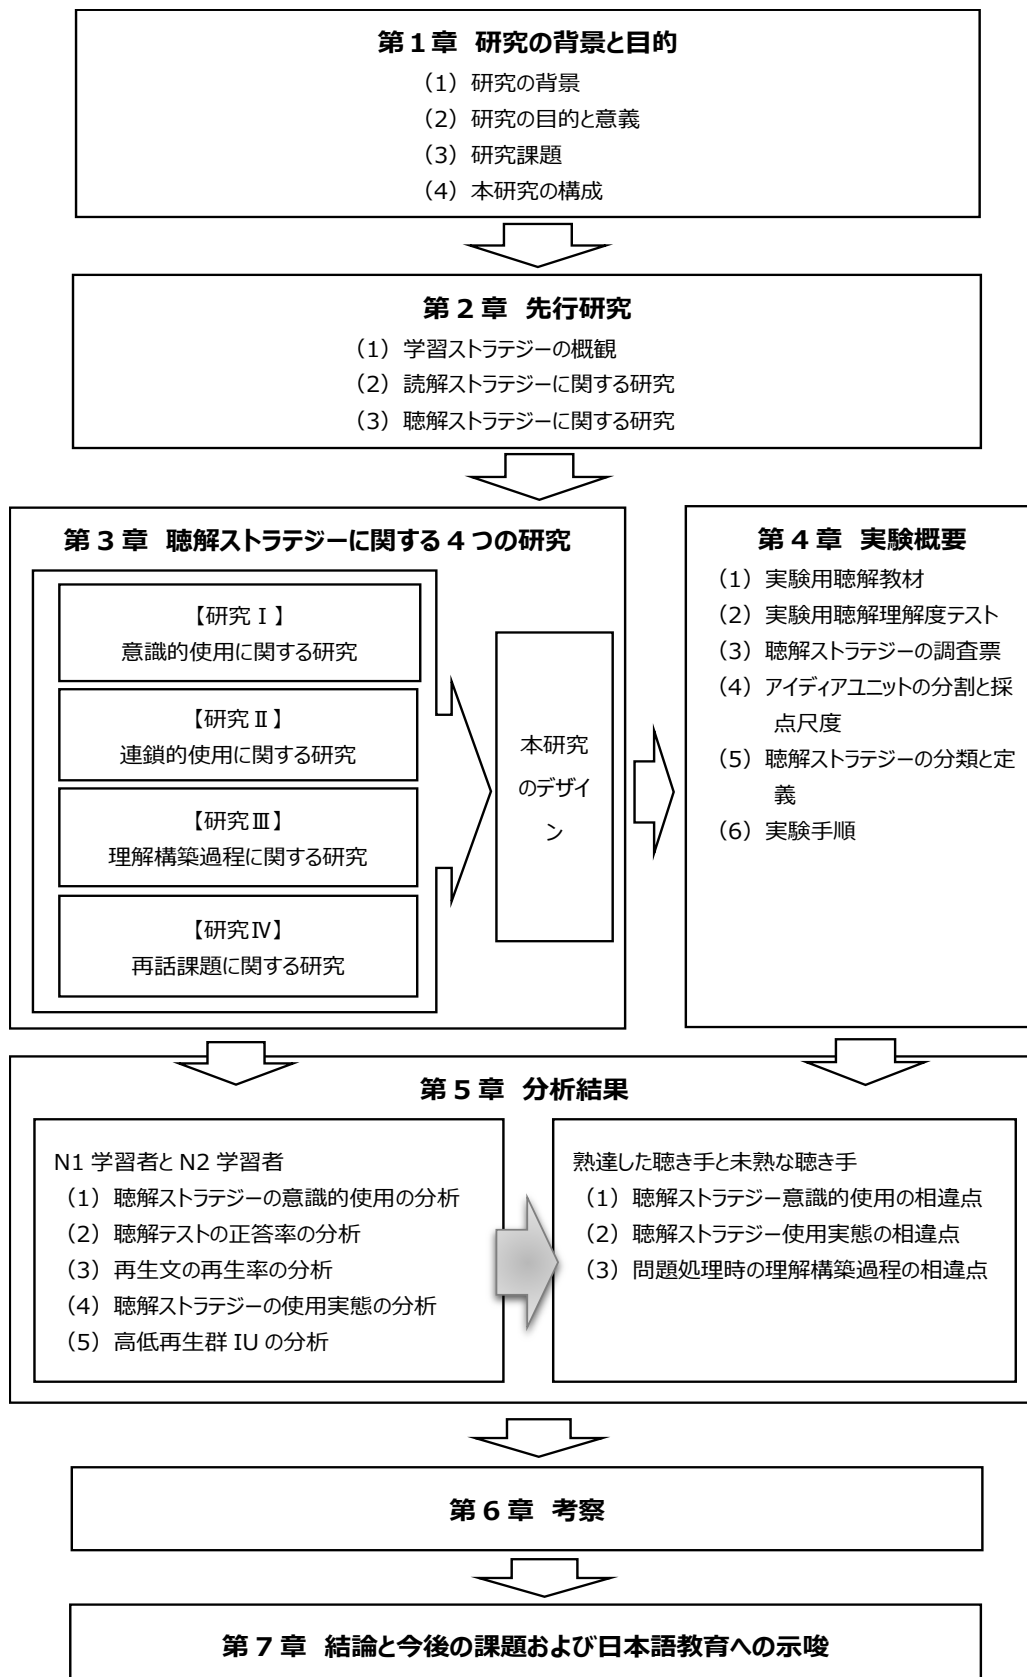 第1章 研究の背景と目的
（1）研究の背景
（2）研究の目的と意義
（3）研究課題
（4）本研究の構成
第2章 先行研究
（1）学習ストラテジーの概観
（2）読解ストラテジーに関する研究
（3）聴解ストラテジーに関する研究
第3章 聴解ストラテジーに関する4つの研究
【研究Ⅰ】
意識的使用に関する研究
【研究Ⅱ】
連鎖的使用に関する研究
【研究Ⅲ】
理解構築過程に関する研究
【研究Ⅳ】
再話課題に関する研究
本研究
のデザイ
ン
第4章 実験概要
（1）実験用聴解教材
（2）実験用聴解理解度テスト
（3）聴解ストラテジーの調査票
（4）アイディアユニットの分割と採
点尺度
（5）聴解ストラテジーの分類と定
義
（6）実験手順
第5章 分析結果
N1 学習者と N2 学習者
（1）聴解ストラテジーの意識的使用の分析
（2）聴解テストの正答率の分析
（3）再生文の再生率の分析
（4）聴解ストラテジーの使用実態の分析
（5）高低再生群 IU の分析
熟達した聴き手と未熟な聴き手
（1）聴解ストラテジー意識的使用の相違点
（2）聴解ストラテジー使用実態の相違点
（3）問題処理時の理解構築過程の相違点
第6章 考察
第7章 結論と今後の課題および日本語教育への示唆